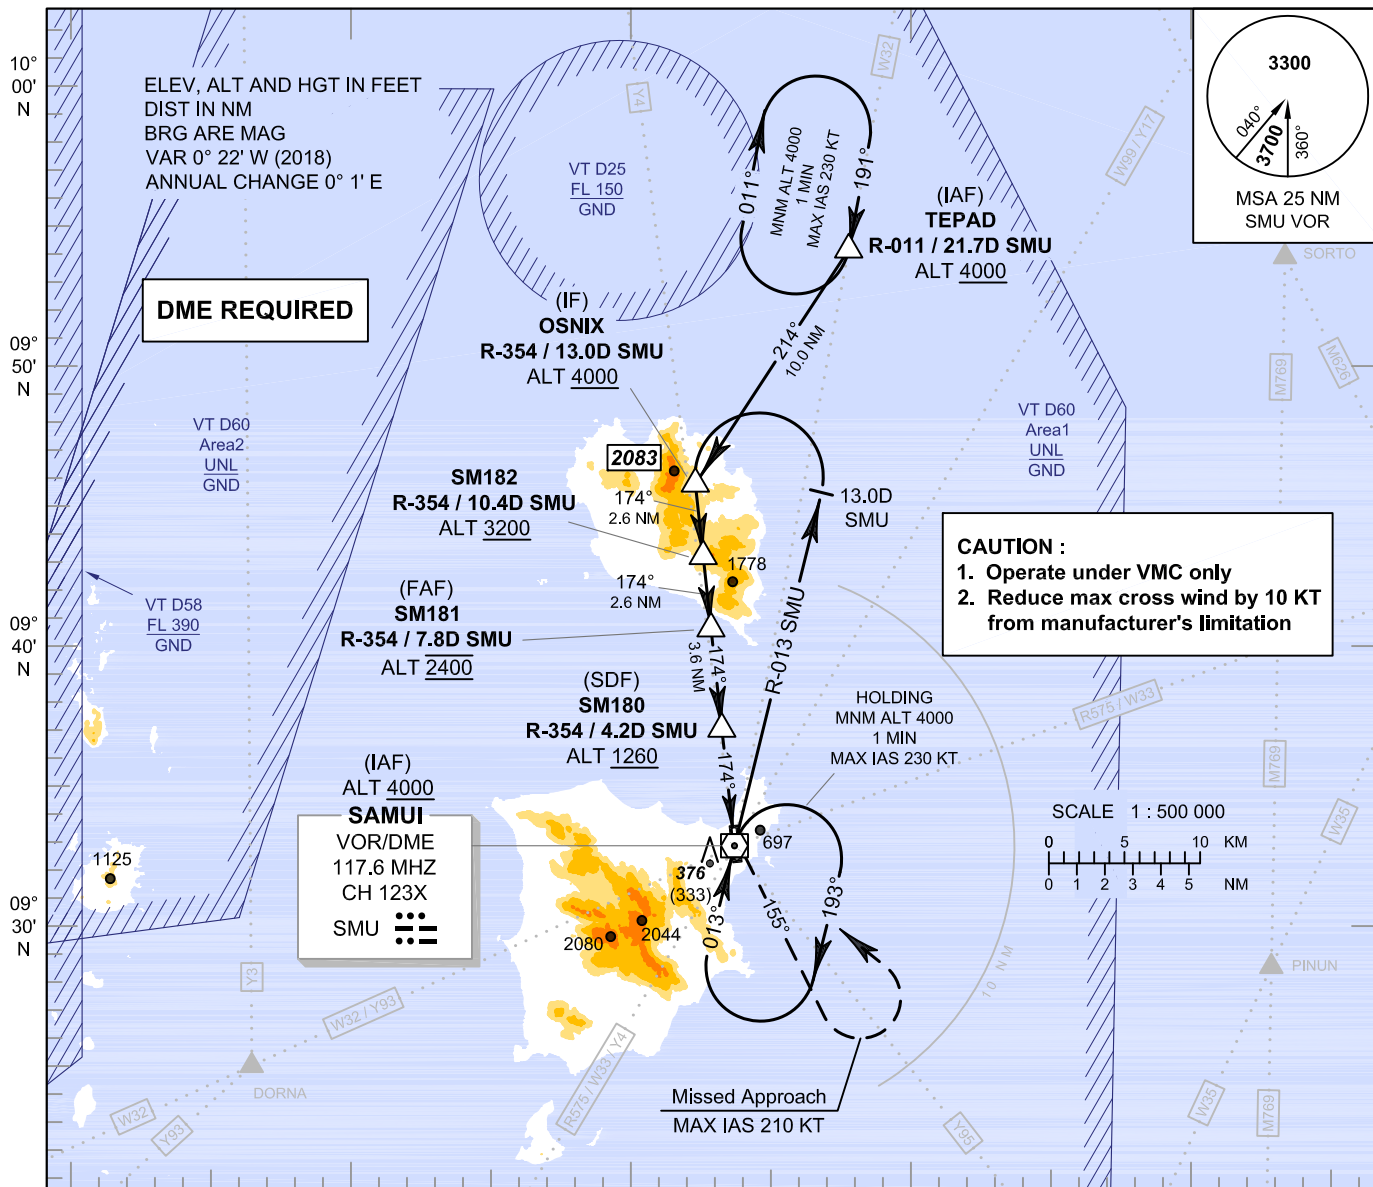 10°
00'
N
09°
50'
N
09°
40'
N
09°
30'
N
ELEV, ALT AND HGT IN FEET
DIST IN NM
BRG ARE MAG
VAR 0° 22' W (2018)
ANNUAL CHANGE 0° 1' E
DME REQUIRED
VT D25
FL 150
GND
Y4
W32
W99 / Y17
011°
MNM ALT 4000
1 MIN
MAX IAS 230 KT
191°
(IAF)
TEPAD
R-011 / 21.7D SMU
ALT 4000
3300
040°
3700
360°
MSA 25 NM
SMU VOR
SORTO
M769
M626
(IF)
OSNIX
R-354 / 13.0D SMU
ALT 4000
214°
10.0 NM
VT D60
Area2
UNL
GND
VT D60
Area1
UNL
GND
2083
SM182
R-354 / 10.4D SMU
ALT 3200
174°
2.6 NM
13.0D
SMU
1778
CAUTION :
1. Operate under VMC only
2. Reduce max cross wind by 10 KT
from manufacturer's limitation
174°
2.6 NM
VT D58
FL 390
GND
(FAF)
SM181
R-354 / 7.8D SMU
ALT 2400
174°
3.6 NM
R-013 SMU
(SDF)
SM180
R-354 / 4.2D SMU
ALT 1260
174°
HOLDING
MNM ALT 4000
1 MIN
MAX IAS 230 KT
R575 / W33
M769
W35
(IAF)
ALT 4000
SAMUI
VOR/DME
117.6 MHZ
CH 123X
SMU
SCALE 1 : 500 000
0 5 10 KM
0 1 2 3 4 5 NM
1125
697
376
(333)
013°
155°
193°
2044
2080
10 NM
PINUN
Y3
W32 / Y93
R575 / W33 / Y4
DORNA
W32
Y93
Missed Approach
MAX IAS 210 KT
Y95
W35
M769